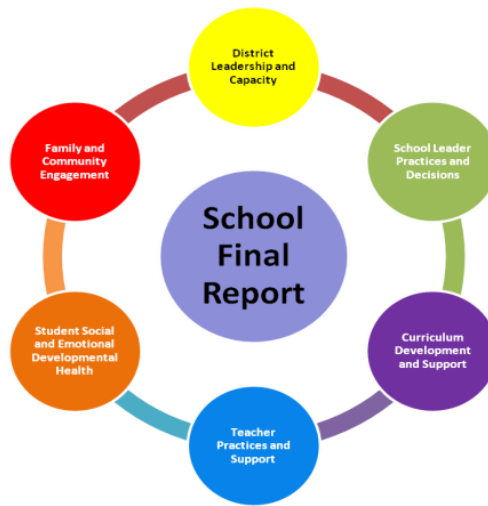 District
Leadership and
Capacity
School Leader
Practices and
Decisions
Curriculum
Development
and Support
Teacher
Practices and
Support
Student Social
and Emotional
Developmental
Health
Family and
Community
Engagement
School
Final
Report